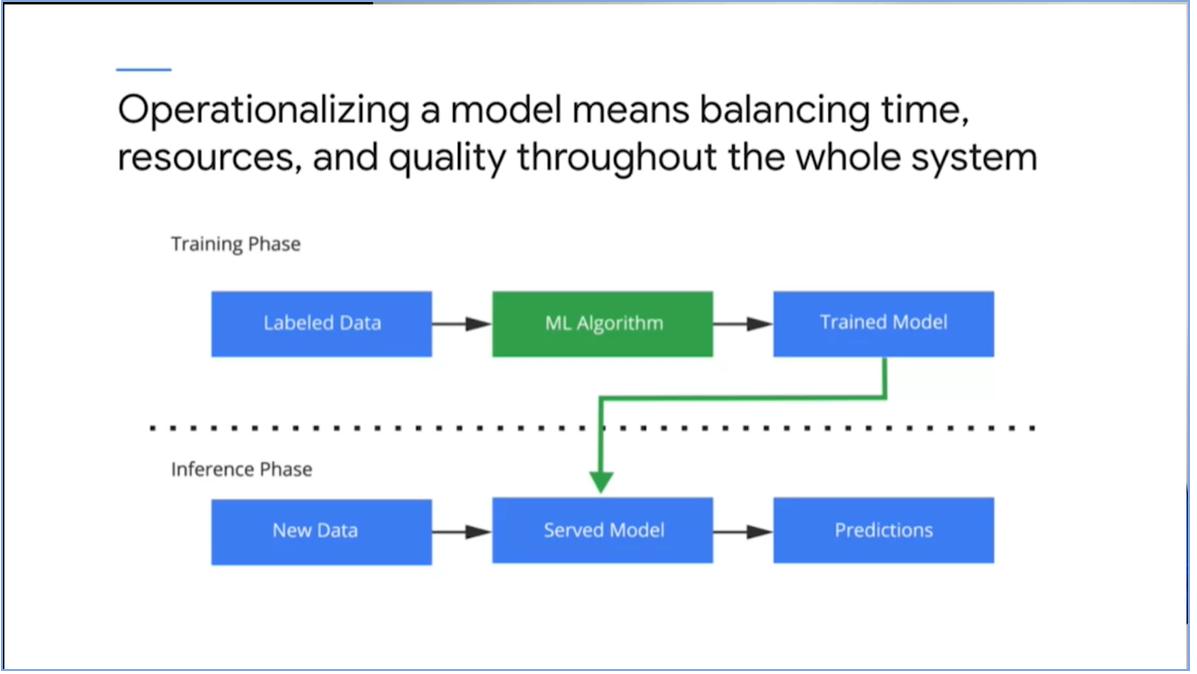 Operationalizing a model means balancing time,
resources, and quality throughout the whole system
Training Phase
Labeled Data
ML Algorithm
Trained Model
Inference Phase
New Data
Served Model
Predictions